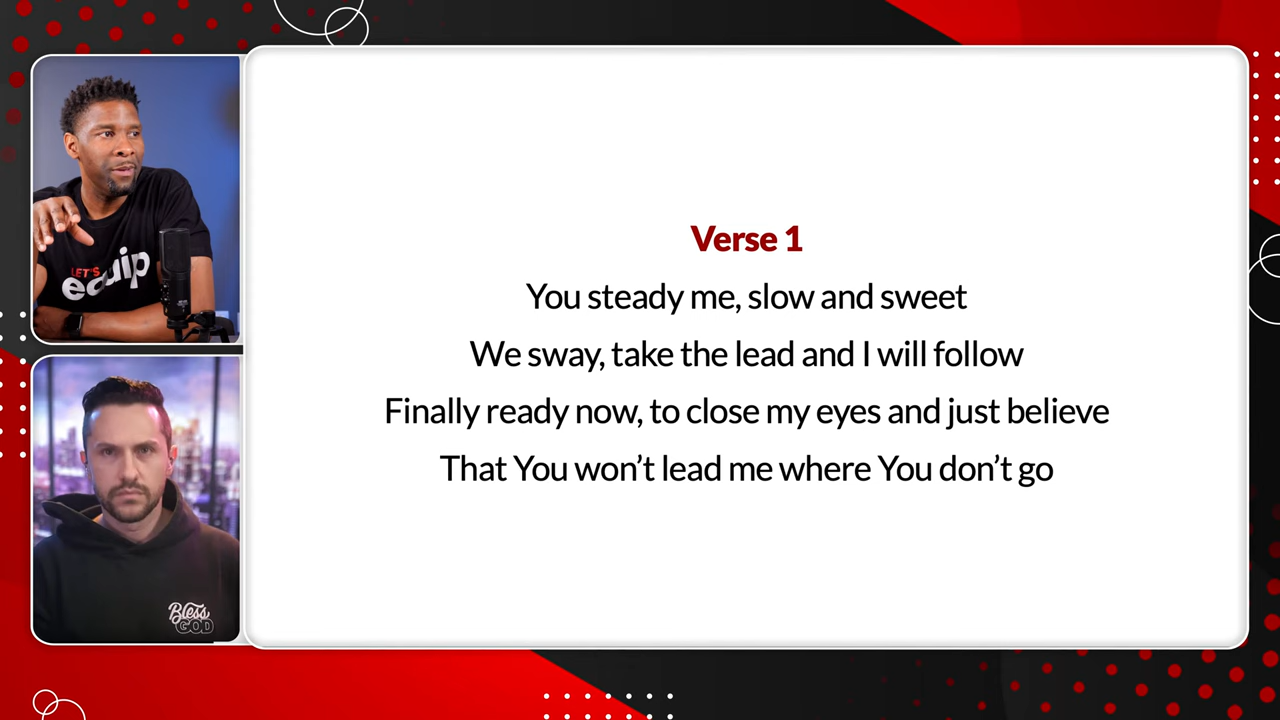 LET'S
equip
Bless
GOD
Verse 1
You steady me, slow and sweet
We sway, take the lead and I will follow
Finally ready now, to close my eyes and just believe
That You won’t lead me where You don’t go